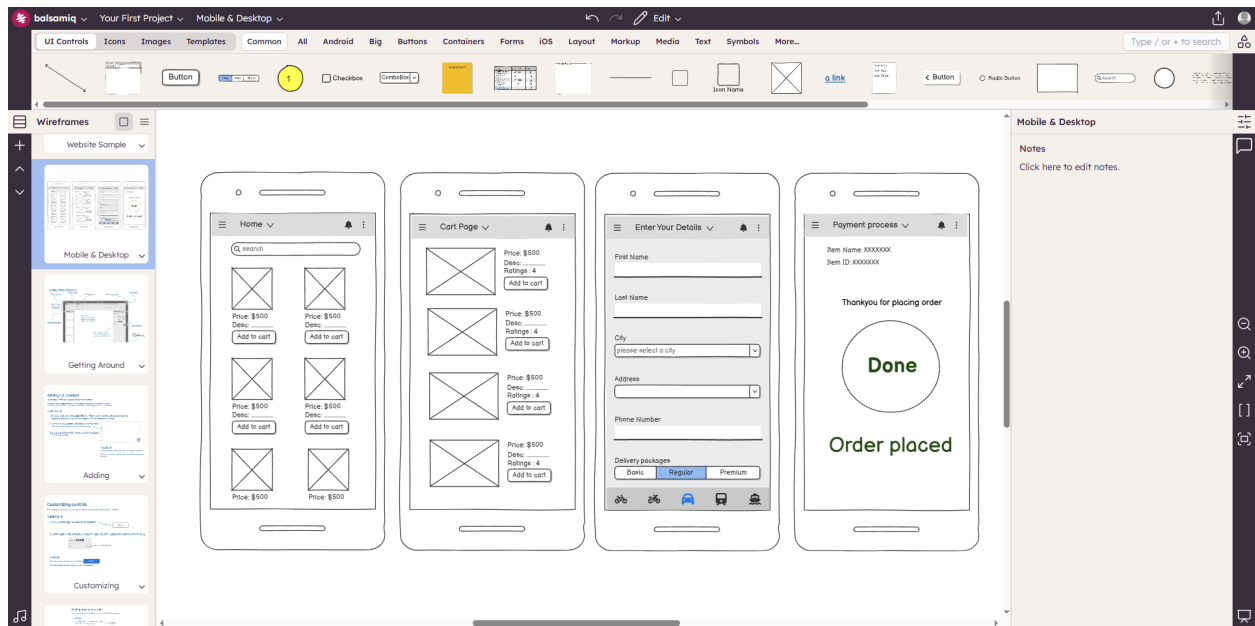 balsamiq Your First Project Mobile & Desktop Edit
UI Controls Icons Images Templates Common All Android Big Buttons Containers Forms iOS Layout Markup Media Text Symbols More... Type / or + to search
Button
1
Checkbox
ComboBox
Icon Name
a link
Button
Radio Button
search
Wireframes
Website Sample
Mobile & Desktop
Getting Around
Adding
Customizing
Home
search
Price: $500 Price: $500
Desc: ........... Desc: ...........
Add to cart Add to cart
Price: $500 Price: $500
Desc: ........... Desc: ...........
Add to cart Add to cart
Price: $500 Price: $500
Cart Page
Price: $500
Desc: ...........
Ratings : 4
Add to cart
Price: $500
Desc: ...........
Ratings : 4
Add to cart
Price: $500
Desc: ...........
Ratings : 4
Add to cart
Price: $500
Desc: ...........
Ratings : 4
Add to cart
Enter Your Details
First Name
Last Name
City
please select a city
Address
Phone Number
Delivery packages
Basic Regular Premium
Payment process
Item Name: XXXXXXX
Item ID: XXXXXXX
Thankyou for placing order
Done
Order placed
Mobile & Desktop
Notes
Click here to edit notes.